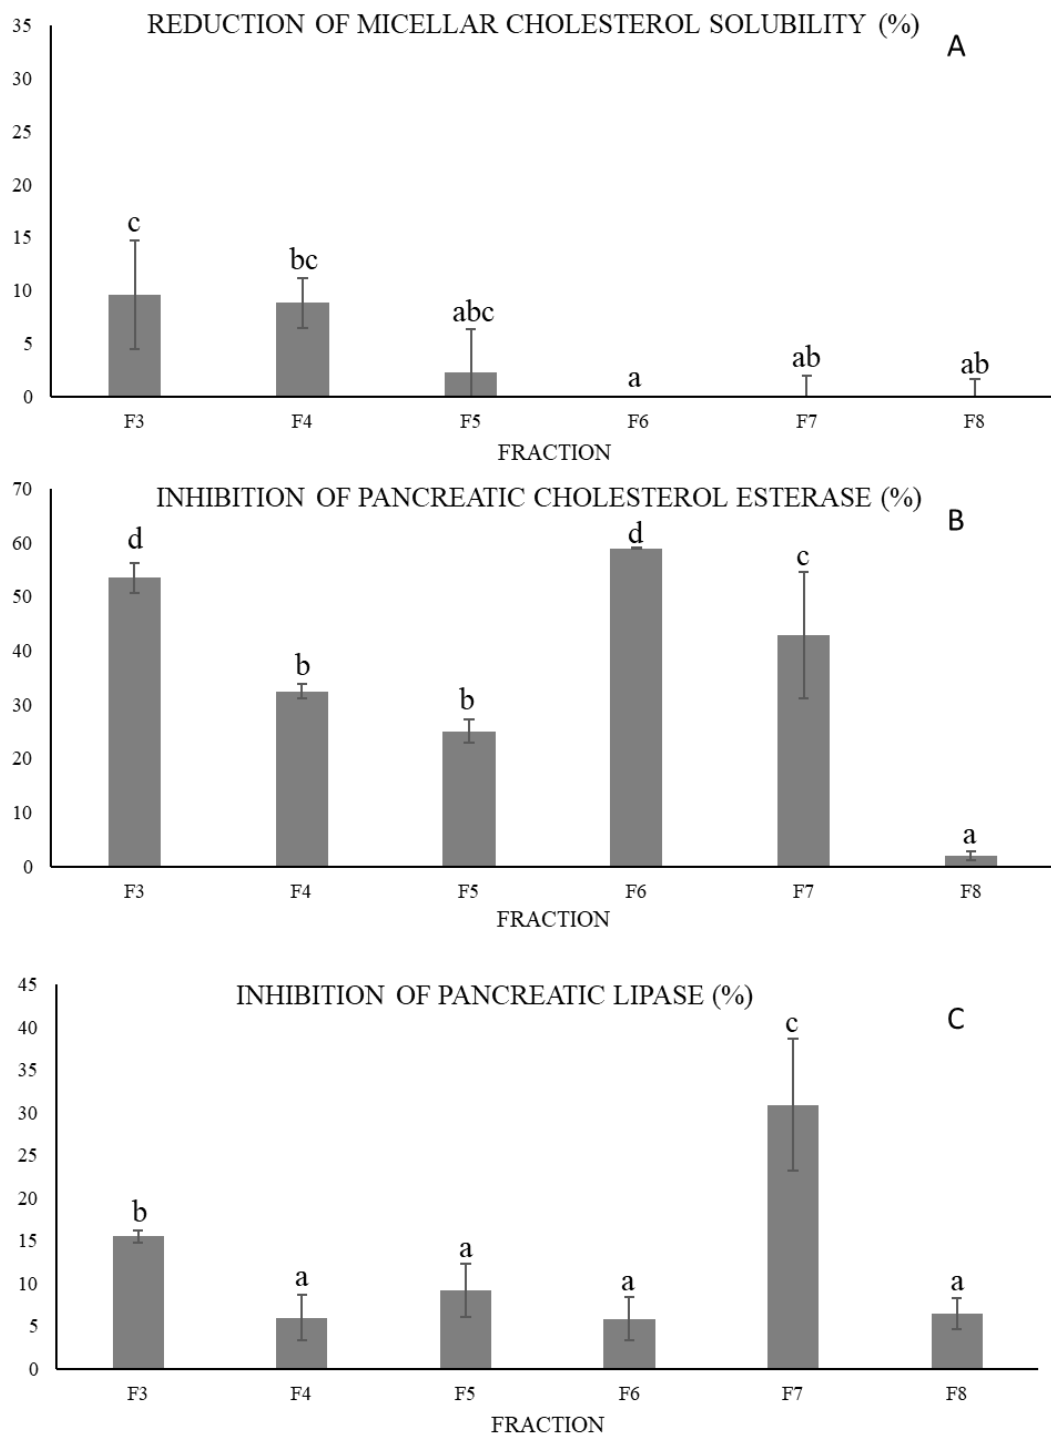 REDUCTION OF MICELLAR CHOLESTEROL SOLUBILITY (%)
A
35
30
25
20
15
10
5
0
c
bc
abc
a
ab
ab
F3 F4 F5 F6 F7 F8
FRACTION
INHIBITION OF PANCREATIC CHOLESTEROL ESTERASE (%)
B
70
60
50
40
30
20
10
0
d
b
b
d
c
a
F3 F4 F5 F6 F7 F8
FRACTION
INHIBITION OF PANCREATIC LIPASE (%)
C
45
40
35
30
25
20
15
10
5
0
b
a
a
a
c
a
F3 F4 F5 F6 F7 F8
FRACTION